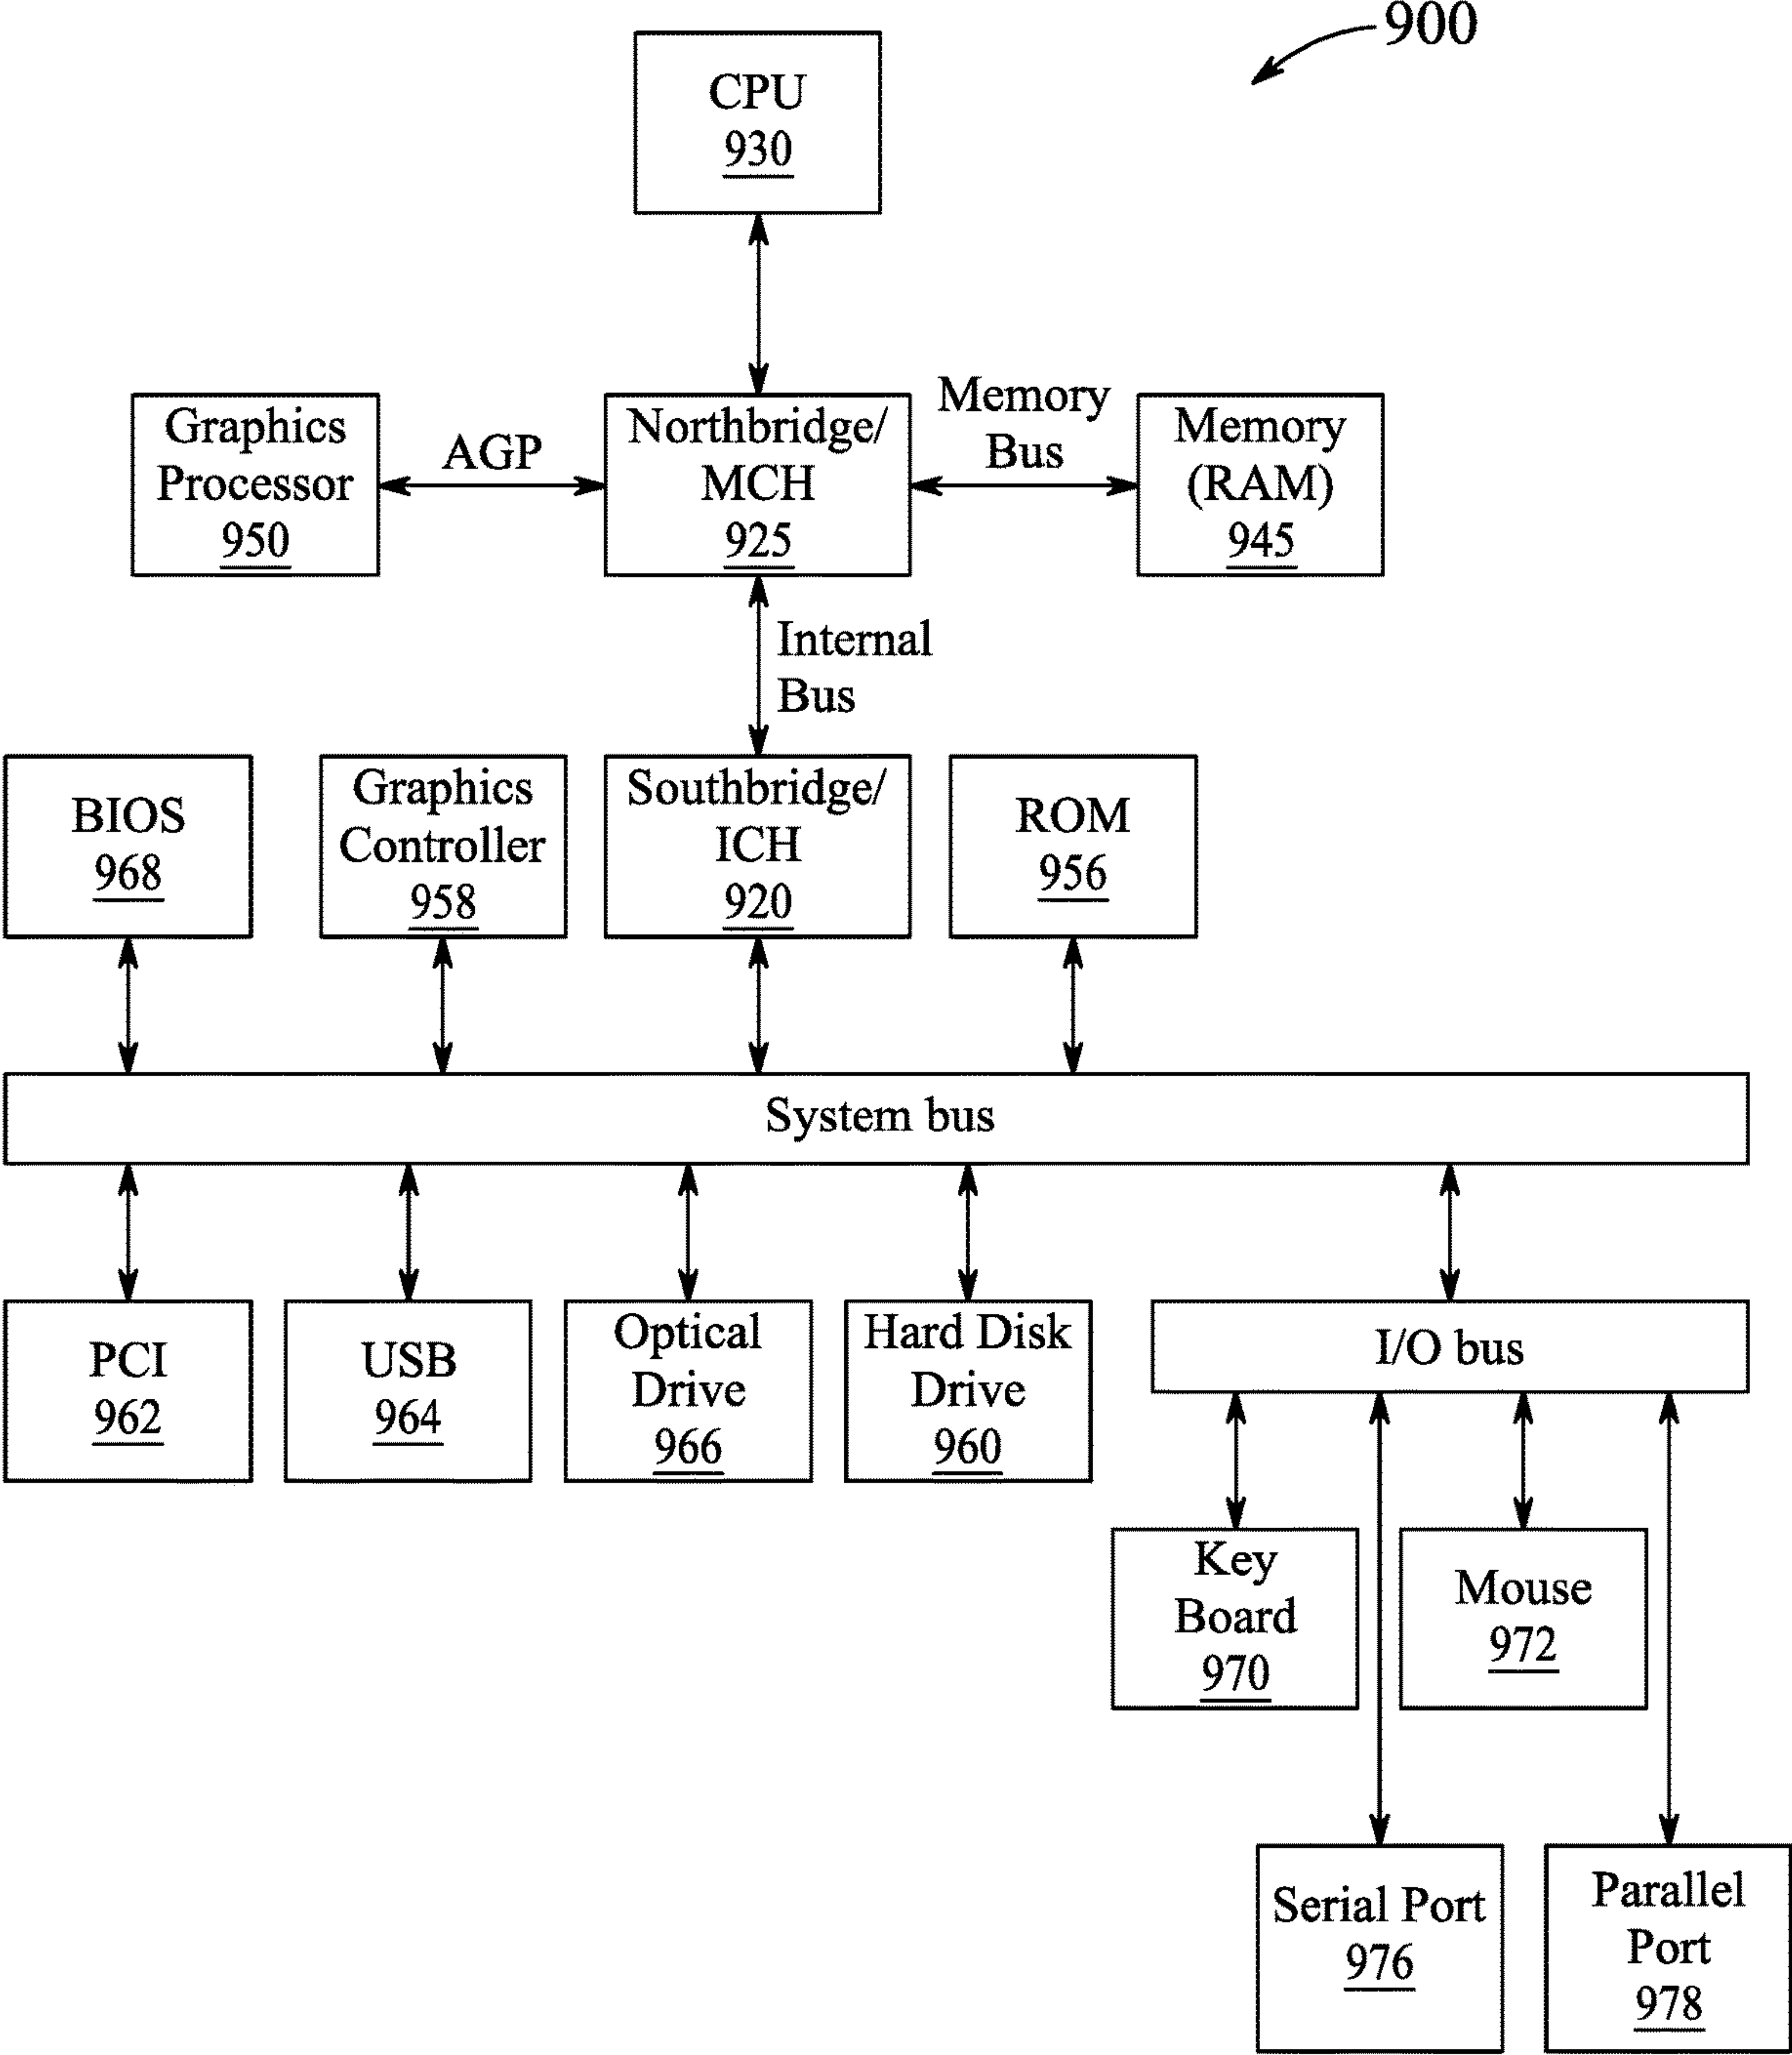 900
CPU
930
Graphics
Processor
950
AGP
Northbridge/
MCH
925
Memory
Bus
Memory
(RAM)
945
Internal
Bus
BIOS
968
Graphics
Controller
958
Southbridge/
ICH
920
ROM
956
System bus
PCI
962
USB
964
Optical
Drive
966
Hard Disk
Drive
960
I/O bus
Key
Board
970
Mouse
972
Serial Port
976
Parallel
Port
978